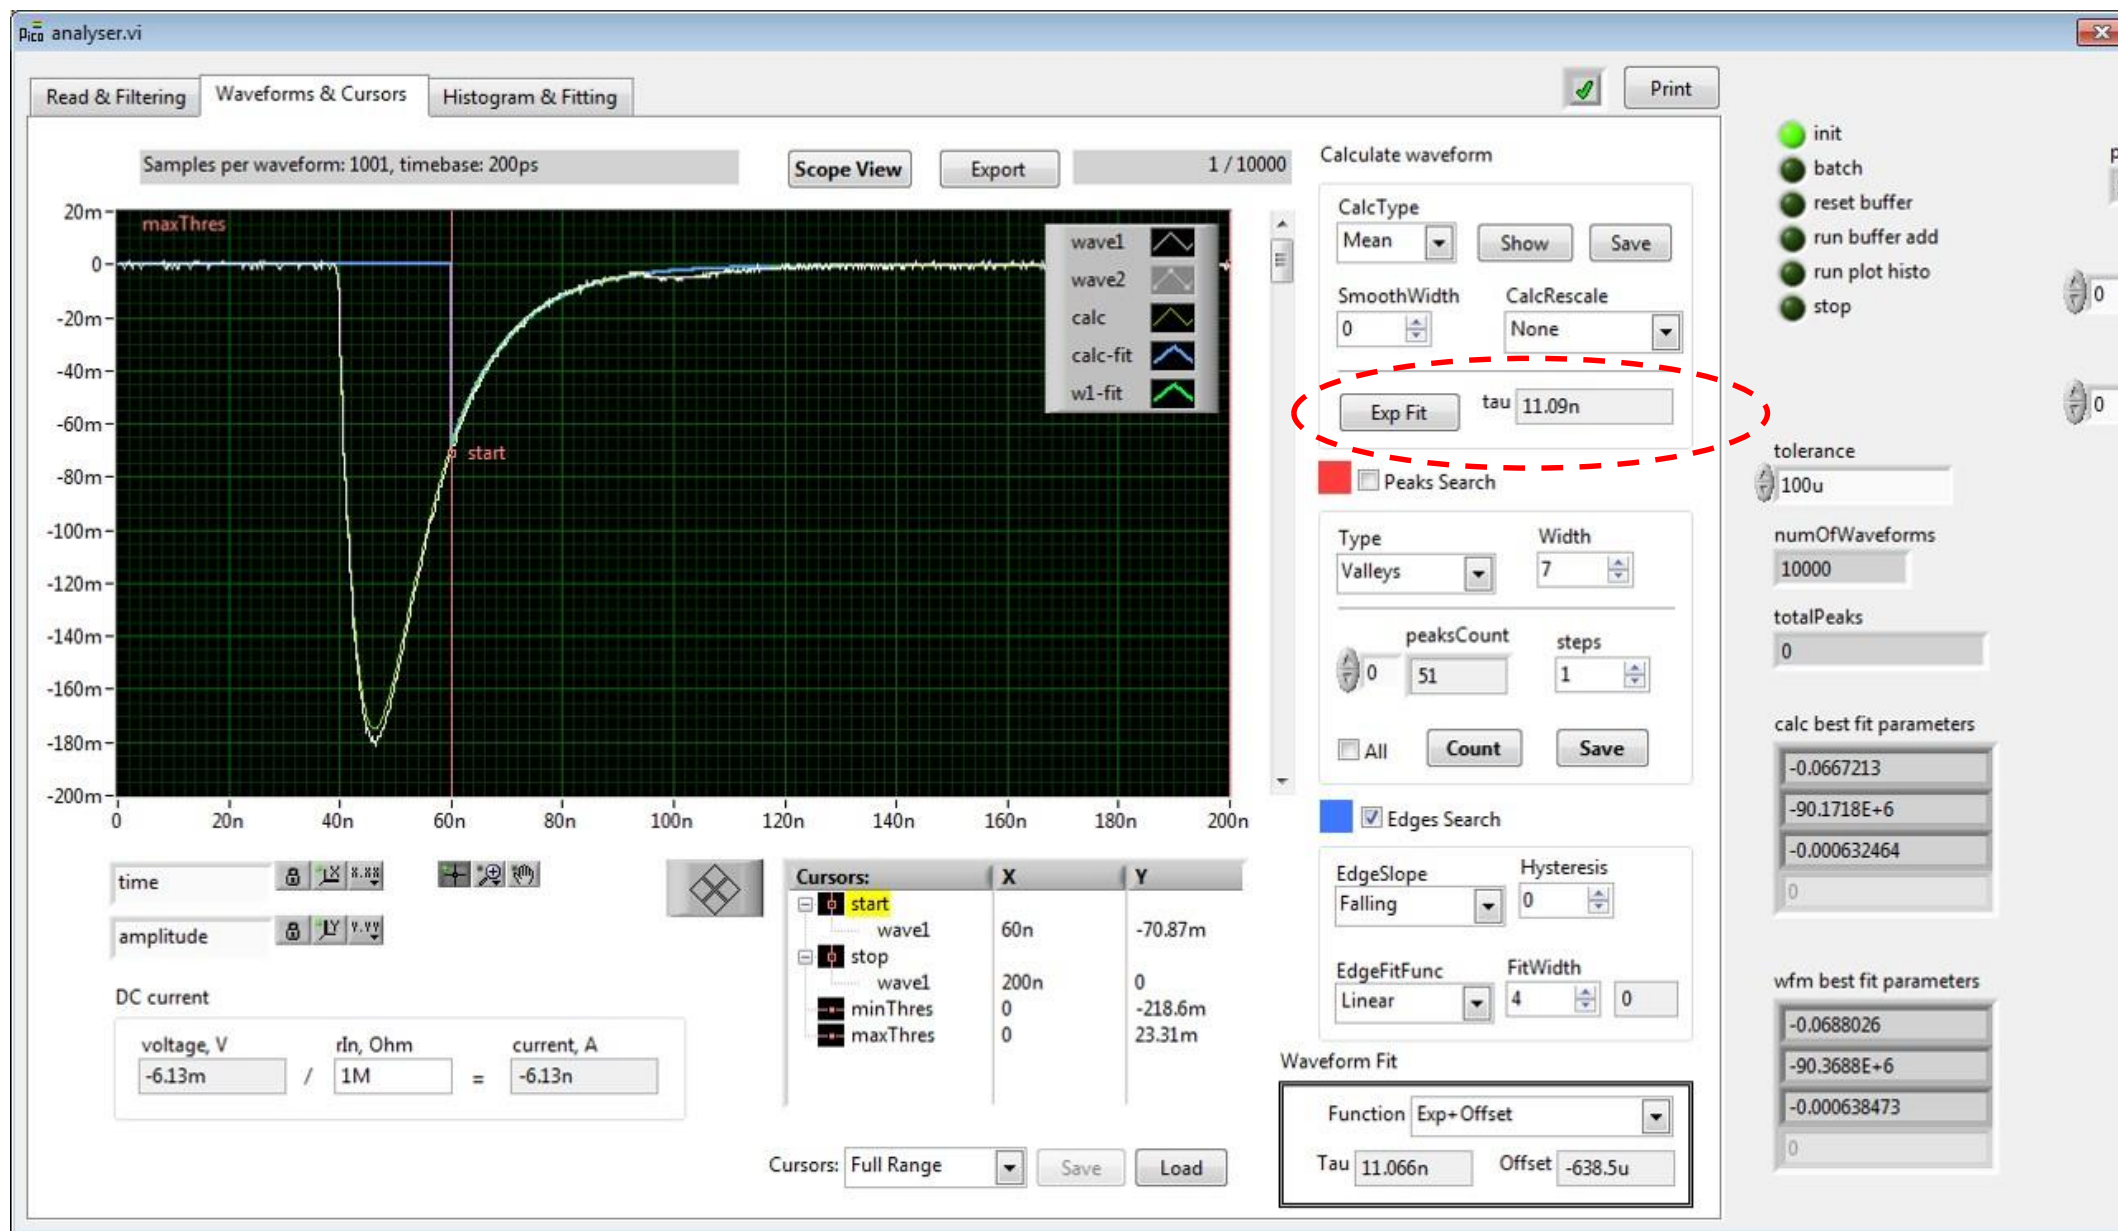 Pico analyser.vi
Read & Filtering
Waveforms & Cursors
Histogram & Fitting
Print
Samples per waveform: 1001, timebase: 200ps
Scope View
Export
1 / 10000
20m
0
-20m
-40m
-60m
-80m
-100m
-120m
-140m
-160m
-180m
-200m
maxThres
start
wave1
wave2
calc
calc-fit
w1-fit
0 20n 40n 60n 80n 100n 120n 140n 160n 180n 200n
time
amplitude
Cursors: X Y
start
wave1 60n -70.87m
stop
wave1 200n 0
minThres 0 -218.6m
maxThres 0 23.31m
DC current
voltage, V rIn, Ohm current, A
-6.13m / 1M = -6.13n
Cursors: Full Range Save Load
Calculate waveform
CalcType
Mean Show Save
SmoothWidth CalcRescale
0 None
Exp Fit tau 11.09n
Peaks Search
Type Width
Valleys 7
peaksCount steps
0 51 1
All Count Save
Edges Search
EdgeSlope Hysteresis
Falling 0
EdgeFitFunc FitWidth
Linear 4 0
Waveform Fit
Function Exp+Offset
Tau 11.066n Offset -638.5u
init
batch
reset buffer
run buffer add
run plot histo
stop
p
0
0
tolerance
100u
numOfWaveforms
10000
totalPeaks
0
calc best fit parameters
-0.0667213
-90.1718E+6
-0.000632464
0
wfm best fit parameters
-0.0688026
-90.3688E+6
-0.000638473
0